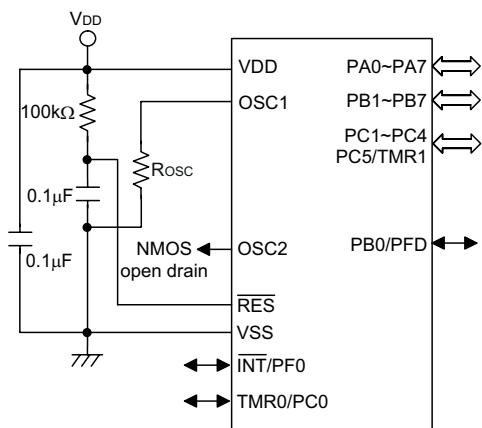 VDD
VDD
PA0~PA7
OSC1
PB1~PB7
100kΩ
PC1~PC4
PC5/TMR1
ROSC
0.1μF
NMOS
open drain
OSC2
PB0/PFD
0.1μF
RES
VSS
INT/PF0
TMR0/PC0